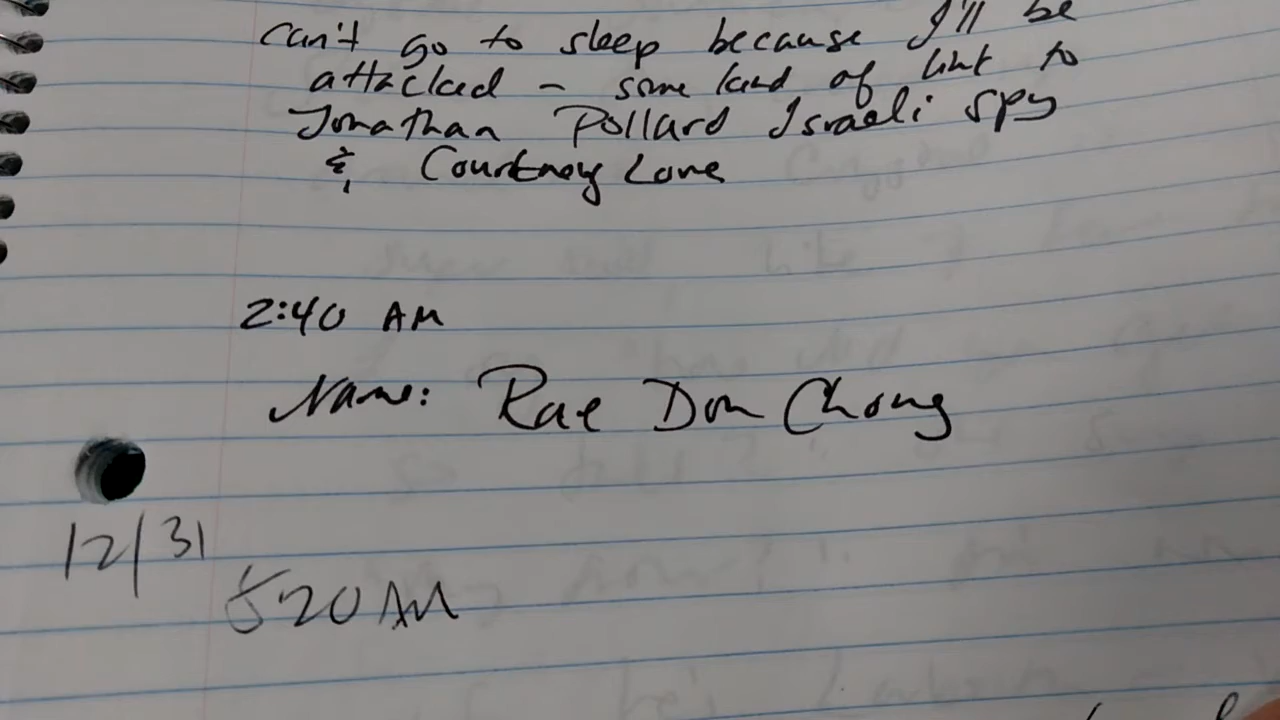 can't go to sleep because I'll be
attacked - some kind of link to
Jonathan Pollard Israeli spy
& Courtney Love
2:40 AM
Name: Rae Don Chong
12/31
5:20 AM